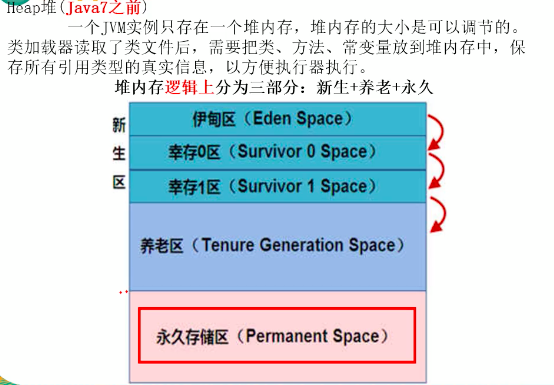 Heap堆(java7之前)
一个JVM实例只存在一个堆内存，堆内存的大小是可以调节的。
类加载器读取了类文件后，需要把类、方法、常变量放到堆内存中，保
存所有引用类型的真实信息，以方便执行器执行。
堆内存逻辑上分为三部分：新生+养老+永久
新生区
伊甸区（Eden Space）
幸存0区（Survivor 0 Space）
幸存1区（Survivor 1 Space）
养老区（Tenure Generation Space）
永久存储区（Permanent Space）